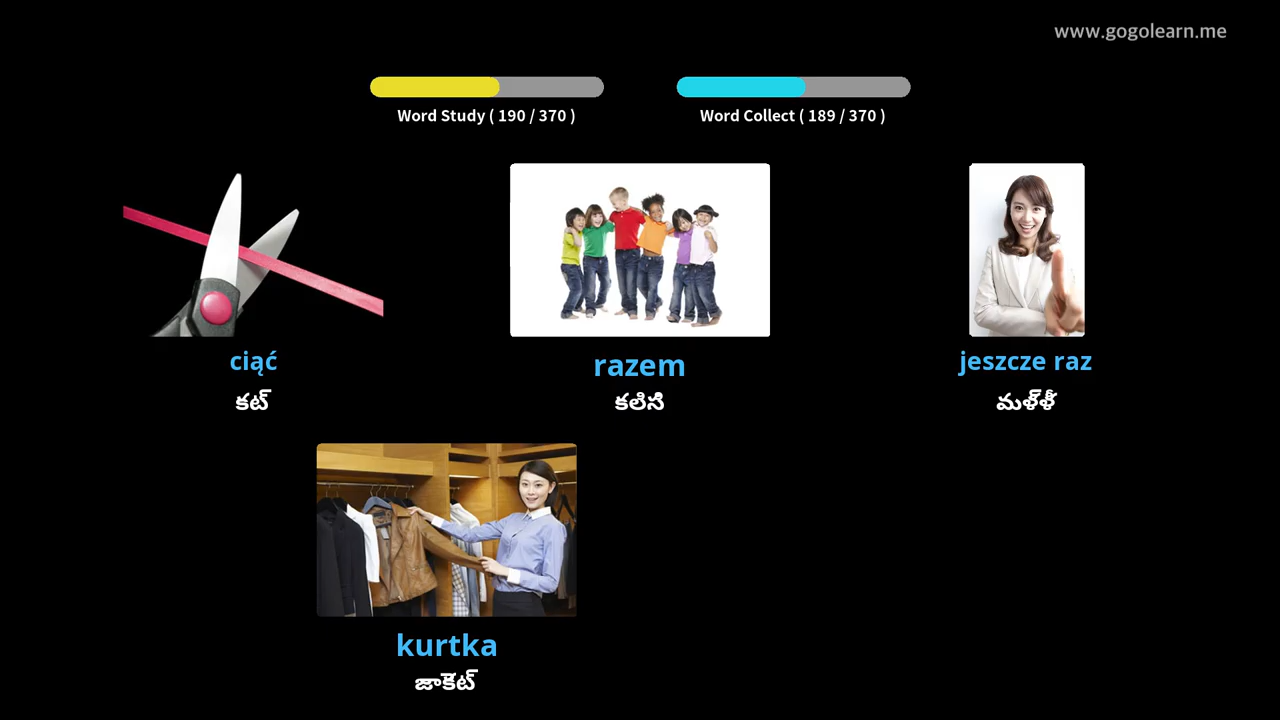 www.gogolearn.me
Word Study ( 190 / 370 )
Word Collect ( 189 / 370 )
ciąć
కట్
razem
కలిసి
jeszcze raz
మళ్ళీ
kurtka
జాకెట్